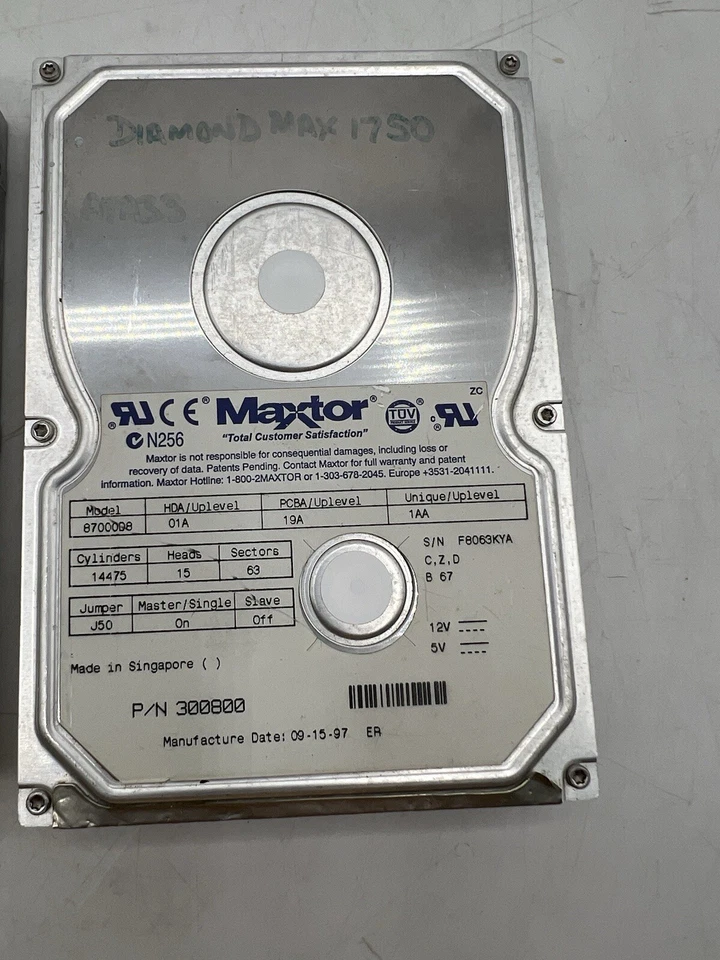 DIAMOND MAX 1750
ZC
Maxtor®
TÜV
N256
"Total Customer Satisfaction"
Maxtor is not responsible for consequential damages, including loss or
recovery of data. Patents Pending. Contact Maxtor for full warranty and patent
information. Maxtor Hotline: 1-800-2MAXTOR or 1-303-678-2045. Europe +3531-2041111.
Model HDA/Uplevel PCBA/Uplevel Unique/Uplevel
8700008 01A 19A 1AA
S/N F8063KYA
Cylinders Heads Sectors
C,Z,D
14475 15 63
B 67
Jumper Master/Single Slave
J50 On Off
12V
5V
Made in Singapore ( )
P/N 300800
Manufacture Date: 09-15-97 ER